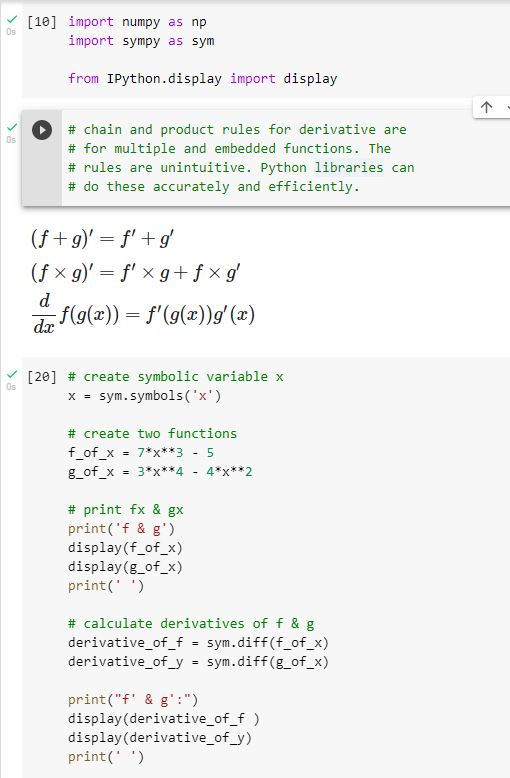 [10] import numpy as np
import sympy as sym
from IPython.display import display
0s
# chain and product rules for derivative are
0s
# for multiple and embedded functions. The
# rules are unintuitive. Python libraries can
# do these accurately and efficiently.
(f + g)′ = f′ + g′
(f × g)′ = f′ × g + f × g′
d/dx f(g(x)) = f′(g(x))g′(x)
[20] # create symbolic variable x
0s
x = sym.symbols('x')
# create two functions
f_of_x = 7*x**3 - 5
g_of_x = 3*x**4 - 4*x**2
# print fx & gx
print('f & g')
display(f_of_x)
display(g_of_x)
print(' ')
# calculate derivatives of f & g
derivative_of_f = sym.diff(f_of_x)
derivative_of_y = sym.diff(g_of_x)
print("f' & g':")
display(derivative_of_f )
display(derivative_of_y)
print(' ')